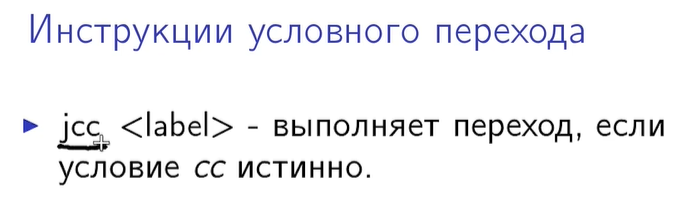 Инструкции условного перехода
▶ jcc <label> - выполняет переход, если
условие cc истинно.